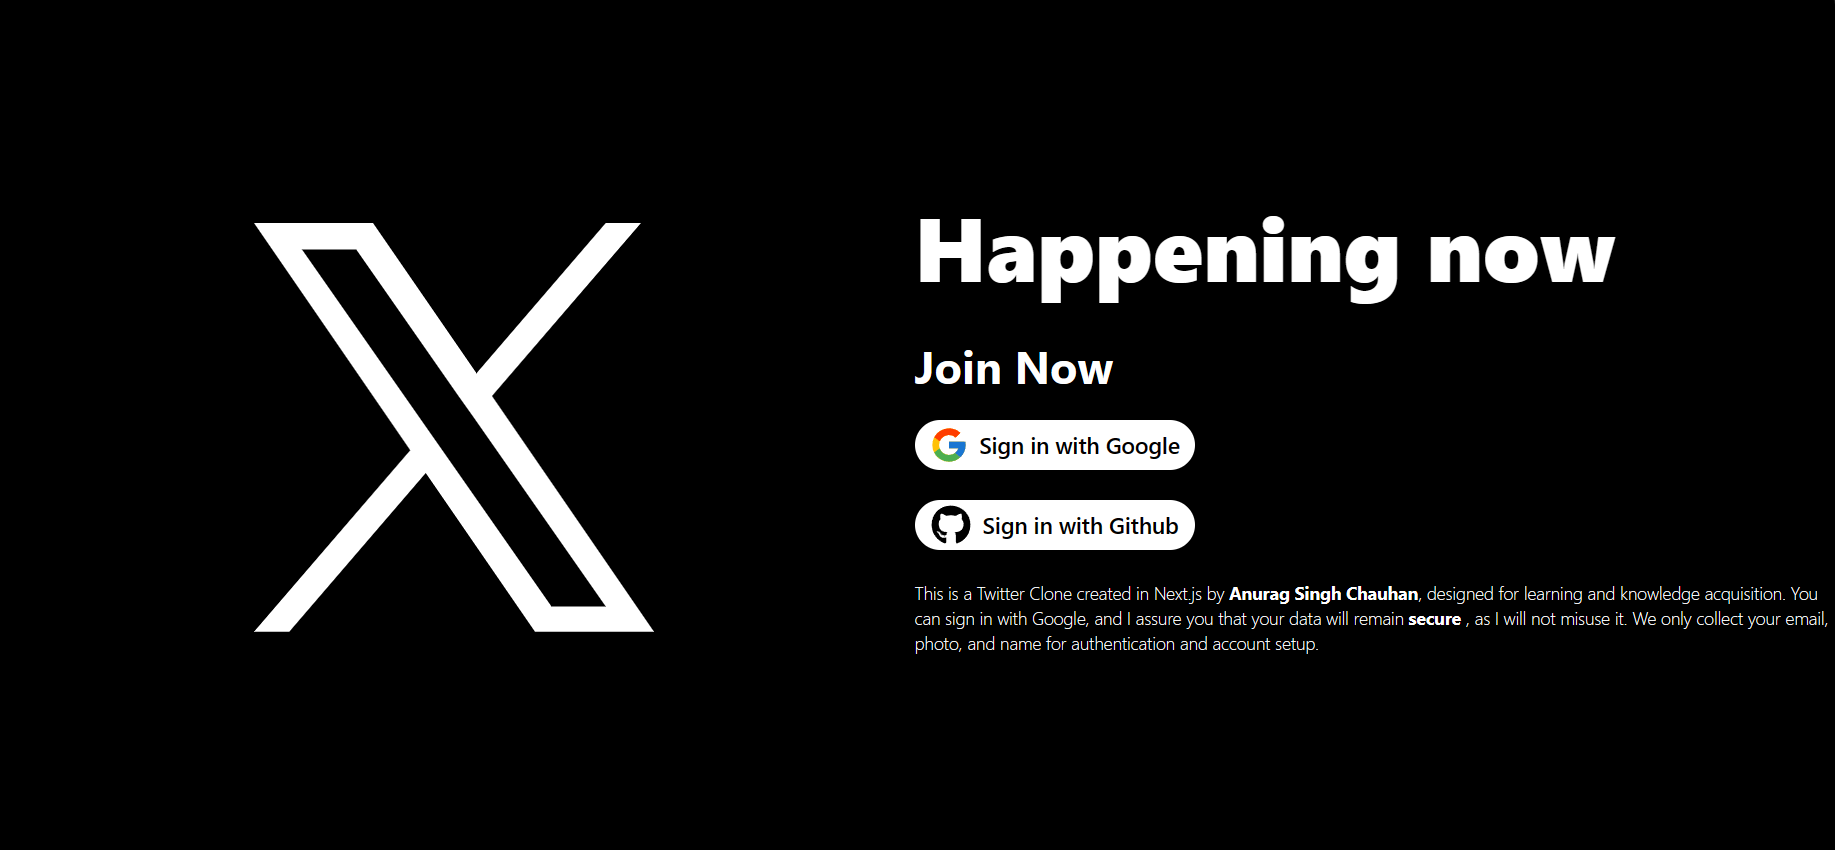 Happening now
Join Now
Sign in with Google
Sign in with Github
This is a Twitter Clone created in Next.js by Anurag Singh Chauhan, designed for learning and knowledge acquisition. You
can sign in with Google, and I assure you that your data will remain secure , as I will not misuse it. We only collect your email,
photo, and name for authentication and account setup.